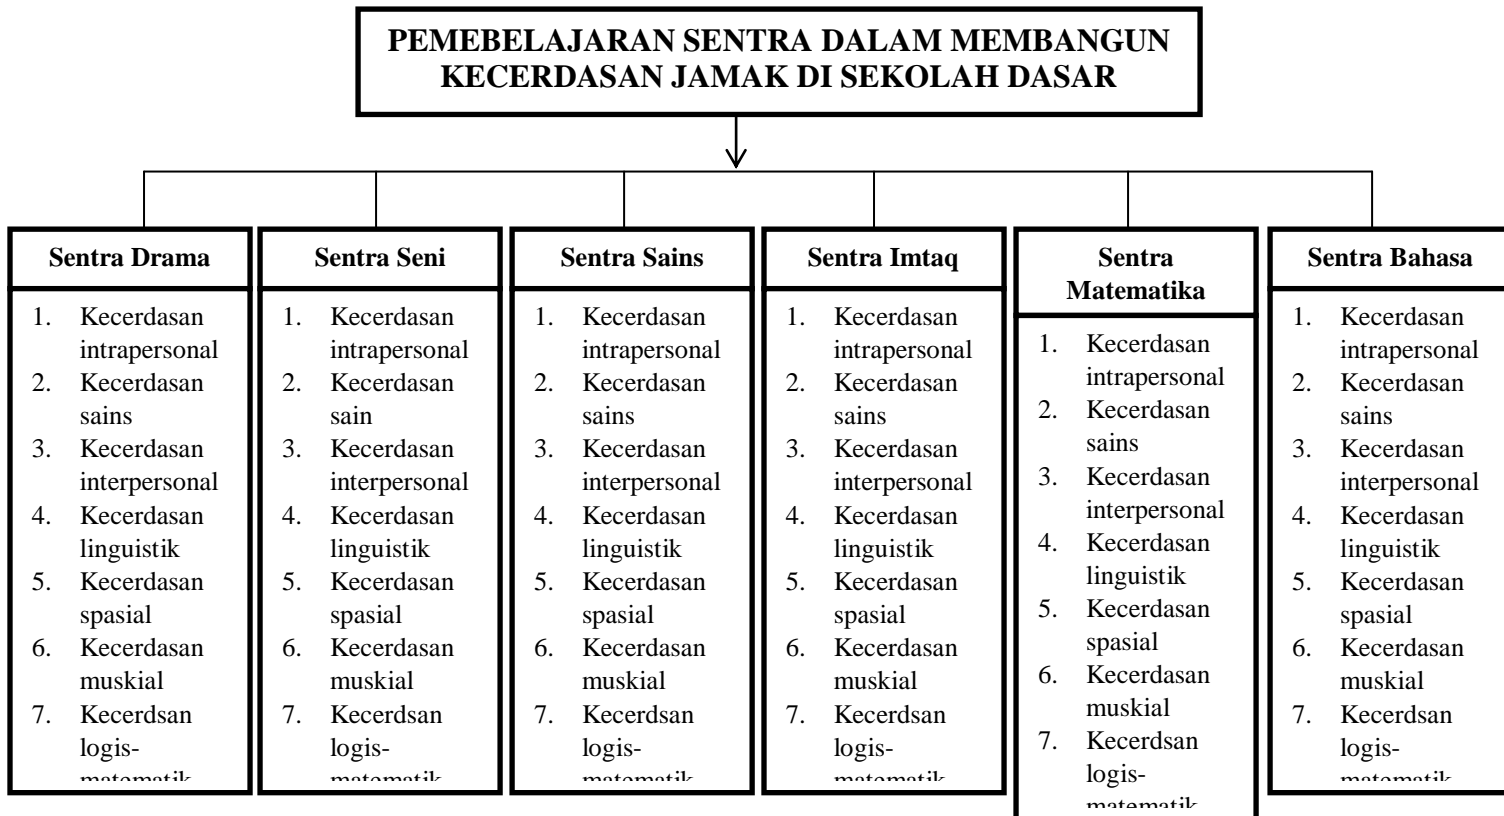 PEMEBELAJARAN SENTRA DALAM MEMBANGUN
KECERDASAN JAMAK DI SEKOLAH DASAR
Sentra Drama
1. Kecerdasan
intrapersonal
2. Kecerdasan
sains
3. Kecerdasan
interpersonal
4. Kecerdasan
linguistik
5. Kecerdasan
spasial
6. Kecerdasan
muskial
7. Kecerdsan
logis-
matematik
Sentra Seni
1. Kecerdasan
intrapersonal
2. Kecerdasan
sain
3. Kecerdasan
interpersonal
4. Kecerdasan
linguistik
5. Kecerdasan
spasial
6. Kecerdasan
muskial
7. Kecerdsan
logis-
matematik
Sentra Sains
1. Kecerdasan
intrapersonal
2. Kecerdasan
sains
3. Kecerdasan
interpersonal
4. Kecerdasan
linguistik
5. Kecerdasan
spasial
6. Kecerdasan
muskial
7. Kecerdsan
logis-
matematik
Sentra Imtaq
1. Kecerdasan
intrapersonal
2. Kecerdasan
sains
3. Kecerdasan
interpersonal
4. Kecerdasan
linguistik
5. Kecerdasan
spasial
6. Kecerdasan
muskial
7. Kecerdsan
logis-
matematik
Sentra
Matematika
1. Kecerdasan
intrapersonal
2. Kecerdasan
sains
3. Kecerdasan
interpersonal
4. Kecerdasan
linguistik
5. Kecerdasan
spasial
6. Kecerdasan
muskial
7. Kecerdsan
logis-
matematik
Sentra Bahasa
1. Kecerdasan
intrapersonal
2. Kecerdasan
sains
3. Kecerdasan
interpersonal
4. Kecerdasan
linguistik
5. Kecerdasan
spasial
6. Kecerdasan
muskial
7. Kecerdsan
logis-
matematik